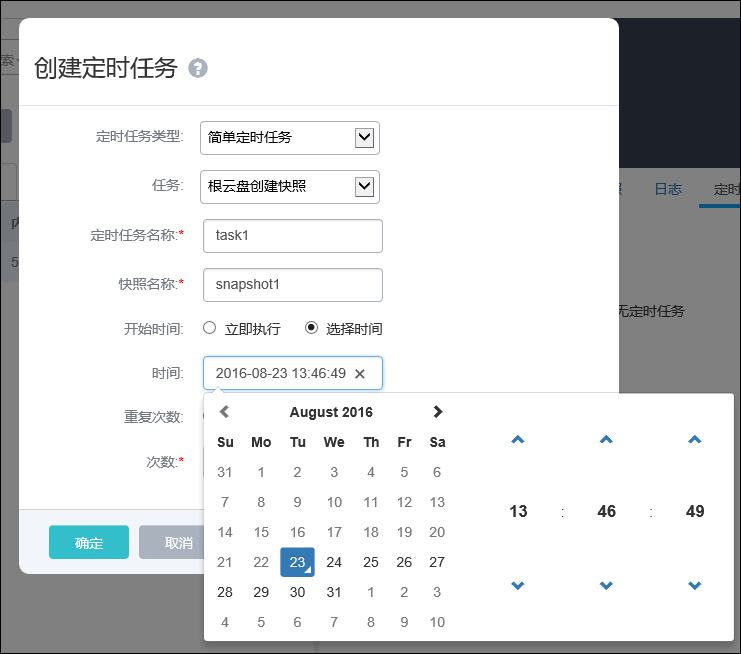 创建定时任务 ?
索
定时任务类型: 简单定时任务
任务: 根云盘创建快照
日志 定时
定时任务名称:* task1
快照名称:* snapshot1
无定时任务
开始时间: 立即执行 选择时间
时间: 2016-08-23 13:46:49 ×
重复次数:
次数:*
确定 取消
August 2016
Su Mo Tu We Th Fr Sa
31 1 2 3 4 5 6
7 8 9 10 11 12 13
14 15 16 17 18 19 20
21 22 23 24 25 26 27
28 29 30 31 1 2 3
4 5 6 7 8 9 10
13 : 46 : 49